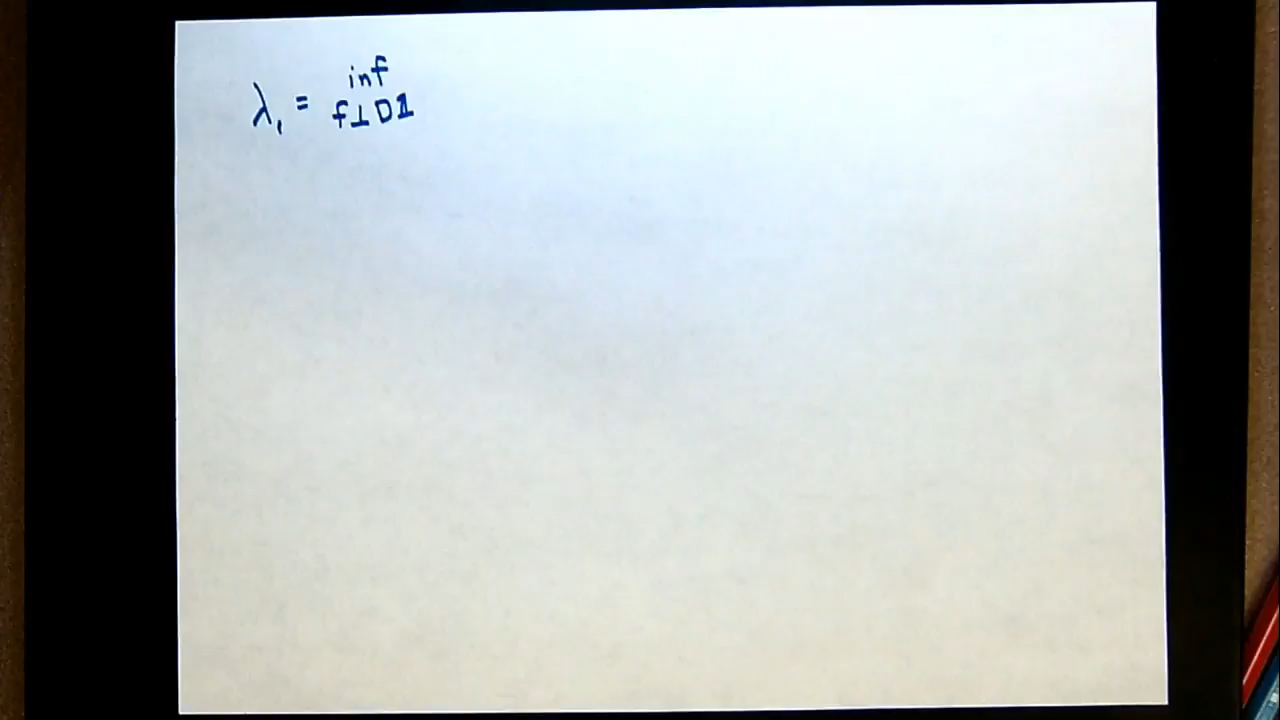 λ₁ = inf
f⊥D𝟙